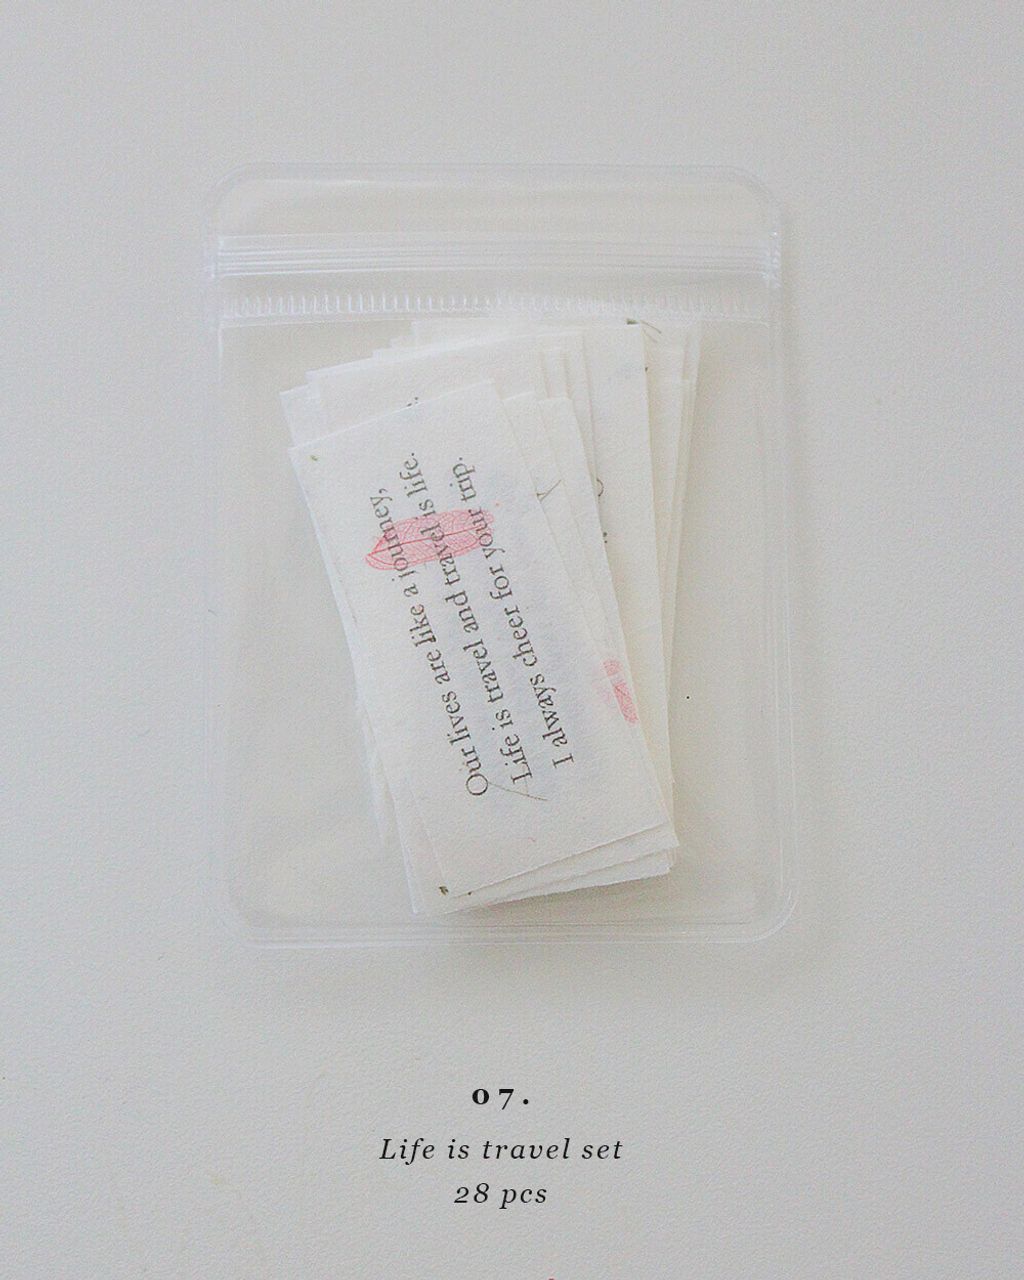 Our lives are like a journey,
Life is travel and travel is life.
I always cheer for your trip.
07.
Life is travel set
28 pcs